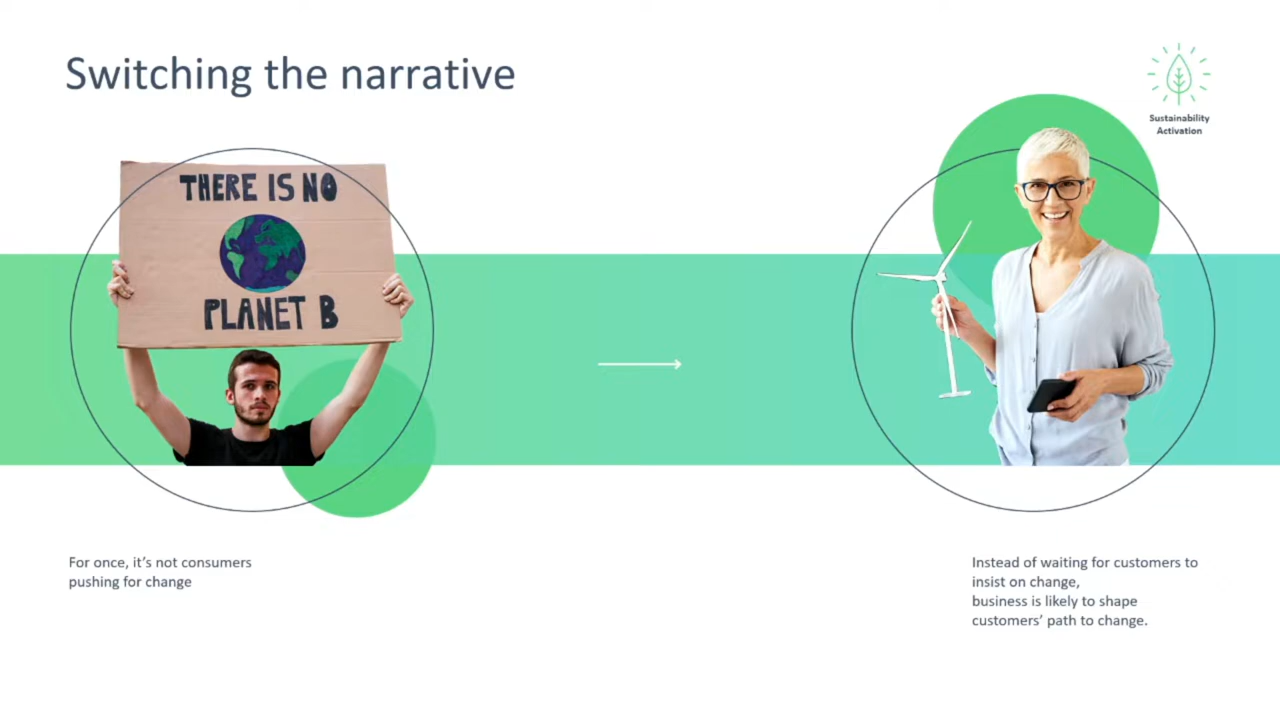 Switching the narrative
Sustainability
Activation
THERE IS NO
PLANET B
For once, it's not consumers
pushing for change
Instead of waiting for customers to
insist on change,
business is likely to shape
customers' path to change.